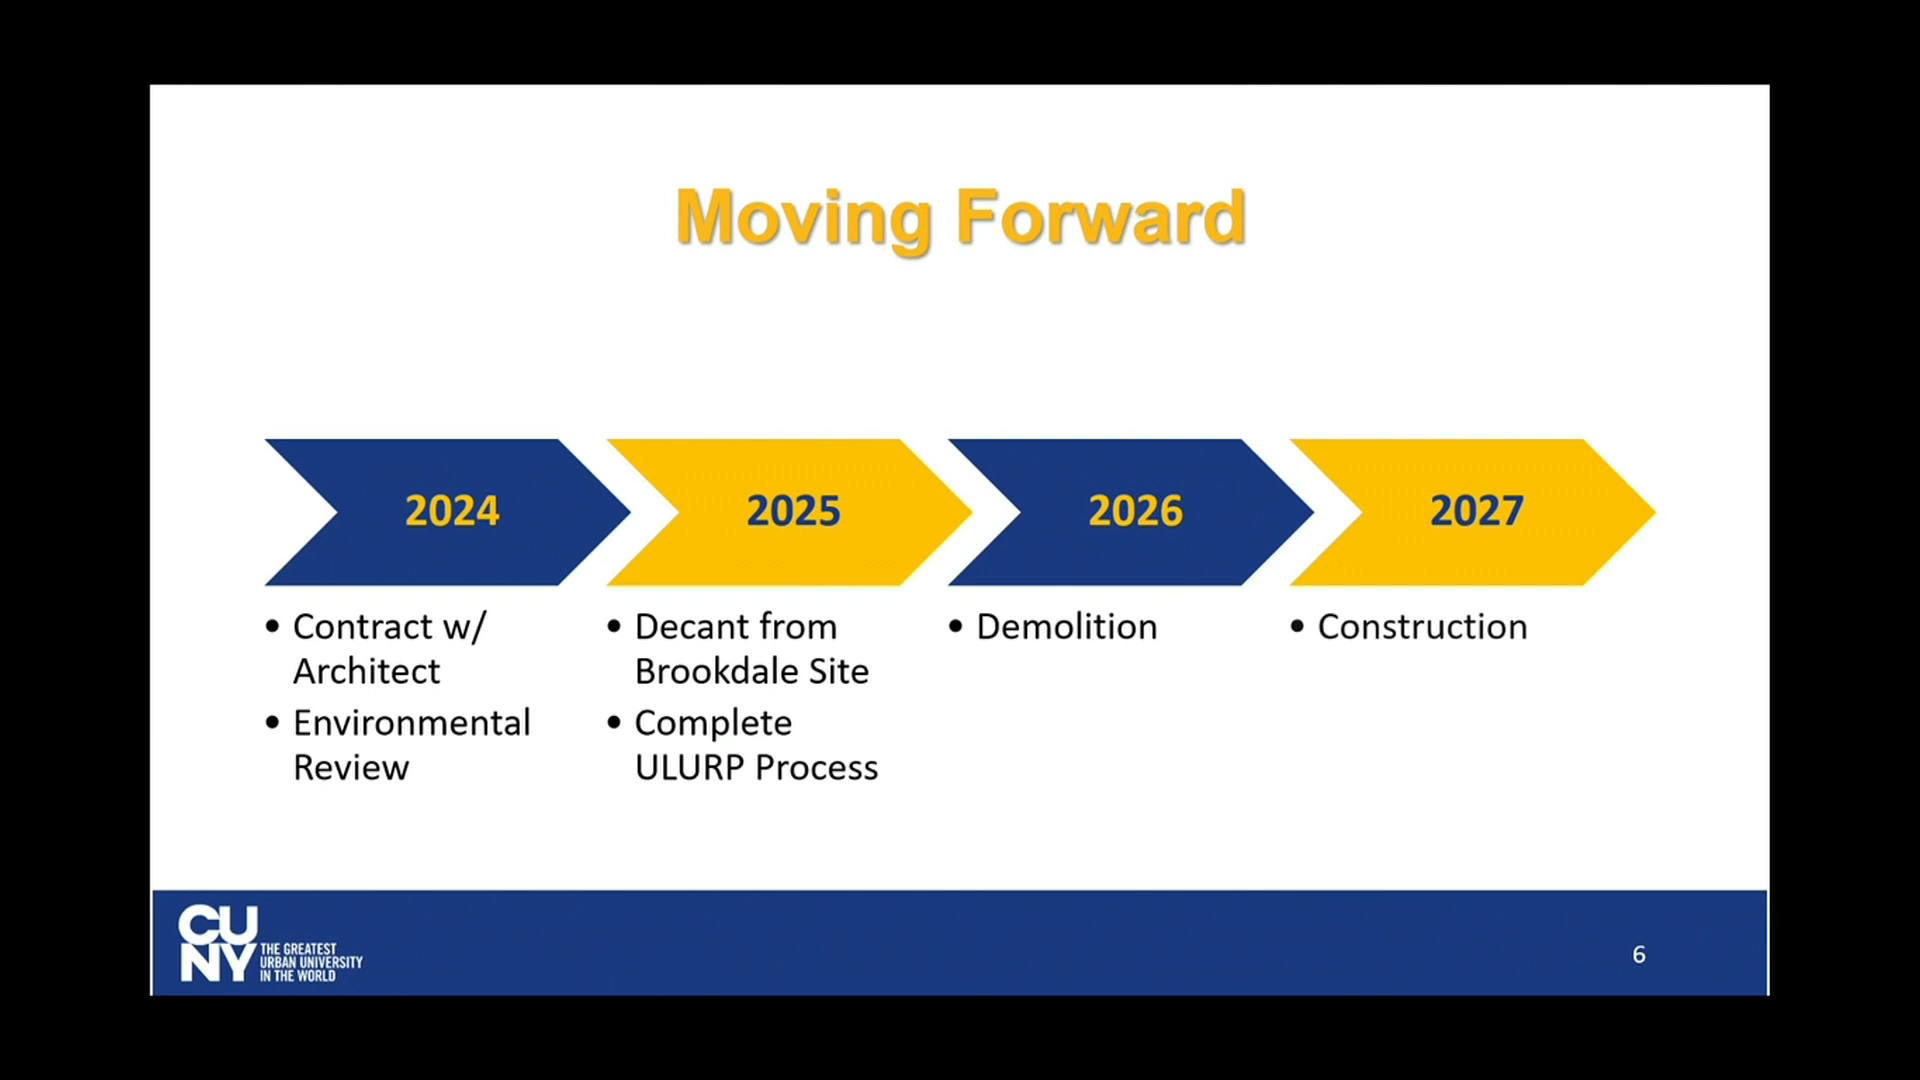 Moving Forward
2024
2025
2026
2027
• Contract w/
Architect
• Environmental
Review
• Decant from
Brookdale Site
• Complete
ULURP Process
• Demolition
• Construction
CU
NY
THE GREATEST
URBAN UNIVERSITY
IN THE WORLD
6